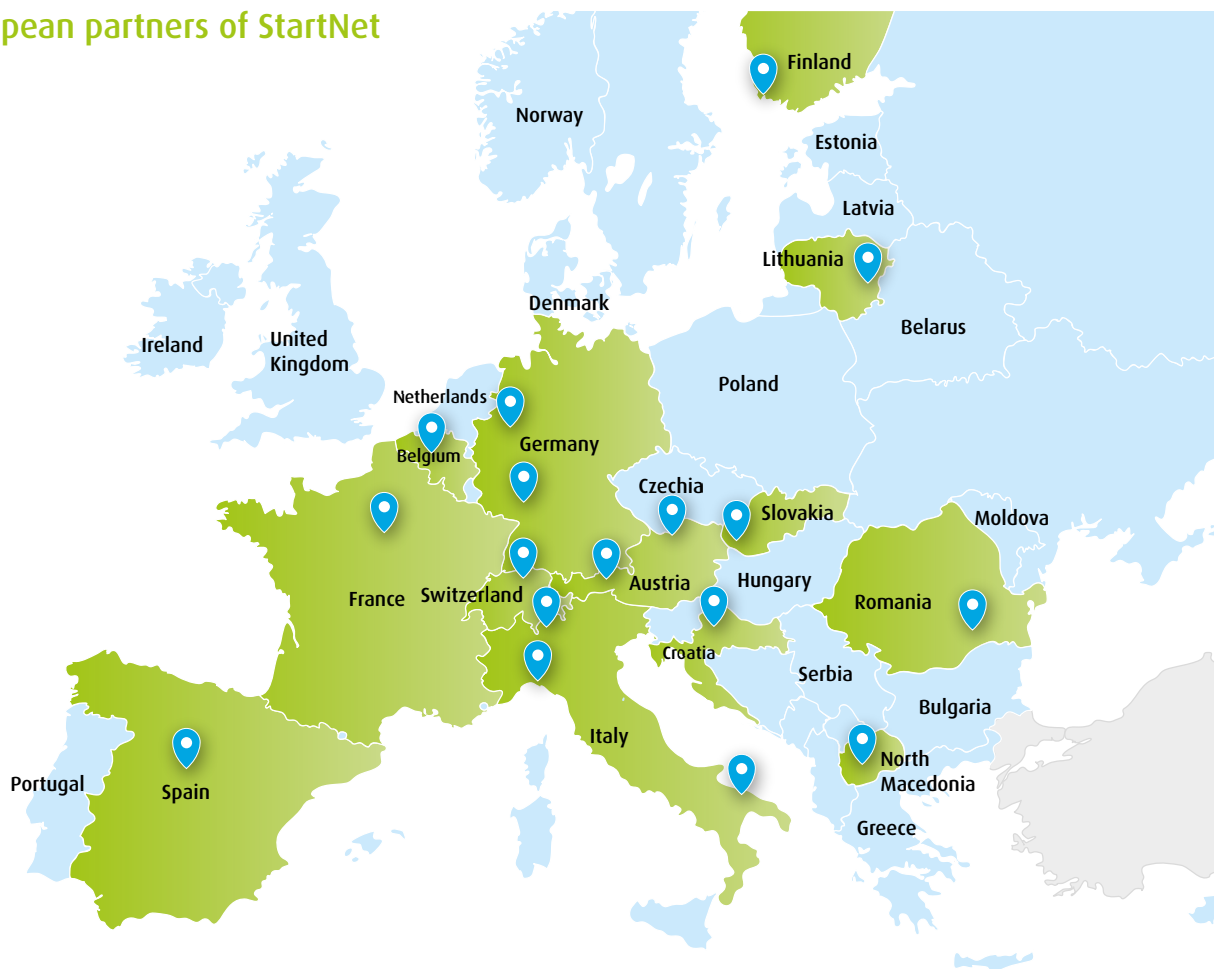 pean partners of StartNet
Finland
Norway
Estonia
Latvia
Lithuania
Denmark
Belarus
Ireland
United
Kingdom
Poland
Netherlands
Germany
Belgium
Czechia
Slovakia
Moldova
Austria
Hungary
France
Switzerland
Romania
Croatia
Serbia
Bulgaria
Italy
North
Macedonia
Portugal
Spain
Greece